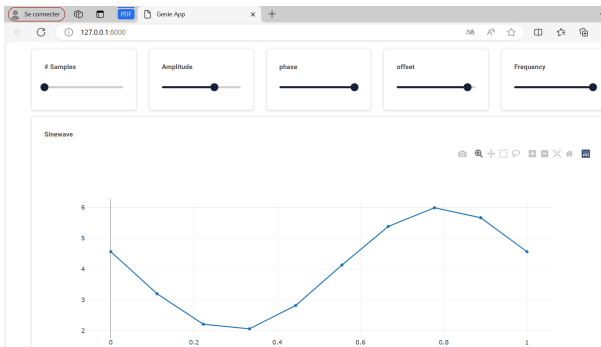 Se connecter PDF Genie App
127.0.0.1:8000
# Samples Amplitude phase offset Frequency
Sinewave
6
5
4
3
2
0 0.2 0.4 0.6 0.8 1